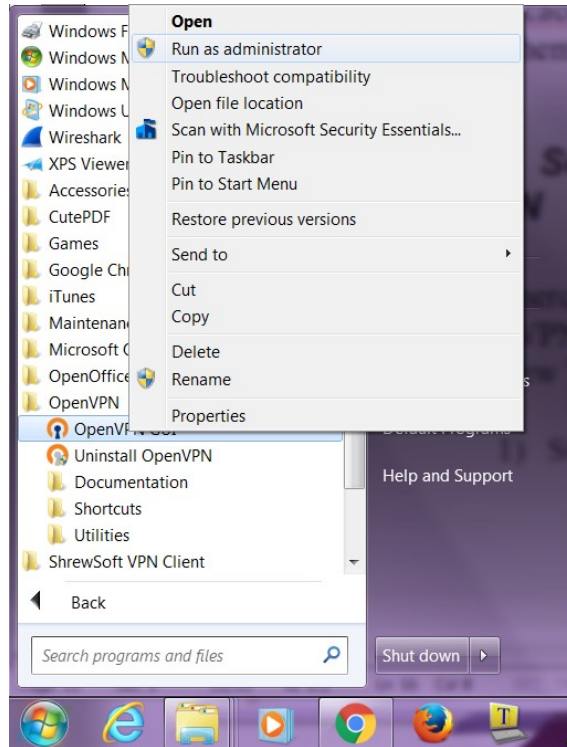 Windows F
Windows M
Windows M
Windows U
Wireshark
XPS Viewer
Accessories
CutePDF
Games
Google Ch
iTunes
Maintenan
Microsoft O
OpenOffice
OpenVPN
OpenVPN GUI
Uninstall OpenVPN
Documentation
Shortcuts
Utilities
ShrewSoft VPN Client
Back
Search programs and files
Open
Run as administrator
Troubleshoot compatibility
Open file location
Scan with Microsoft Security Essentials...
Pin to Taskbar
Pin to Start Menu
Restore previous versions
Send to
Cut
Copy
Delete
Rename
Properties
Default Programs
Help and Support
Shut down
T